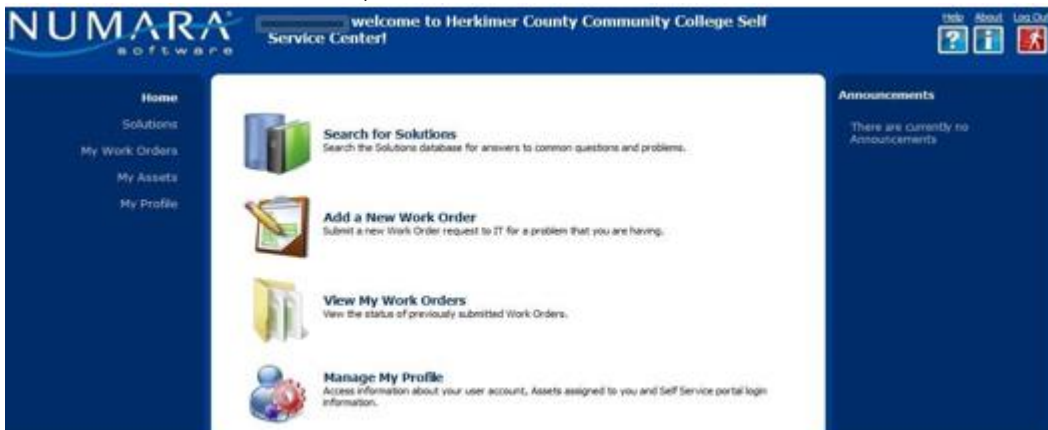 NUMARA
software
welcome to Herkimer County Community College Self
Service Center!
Help About Log Out
Home
Solutions
My Work Orders
My Assets
My Profile
Search for Solutions
Search the Solutions database for answers to common questions and problems.
Add a New Work Order
Submit a new Work Order request to IT for a problem that you are having.
View My Work Orders
View the status of previously submitted Work Orders.
Manage My Profile
Access information about your user account, Assets assigned to you and Self Service portal login
information.
Announcements
There are currently no
Announcements